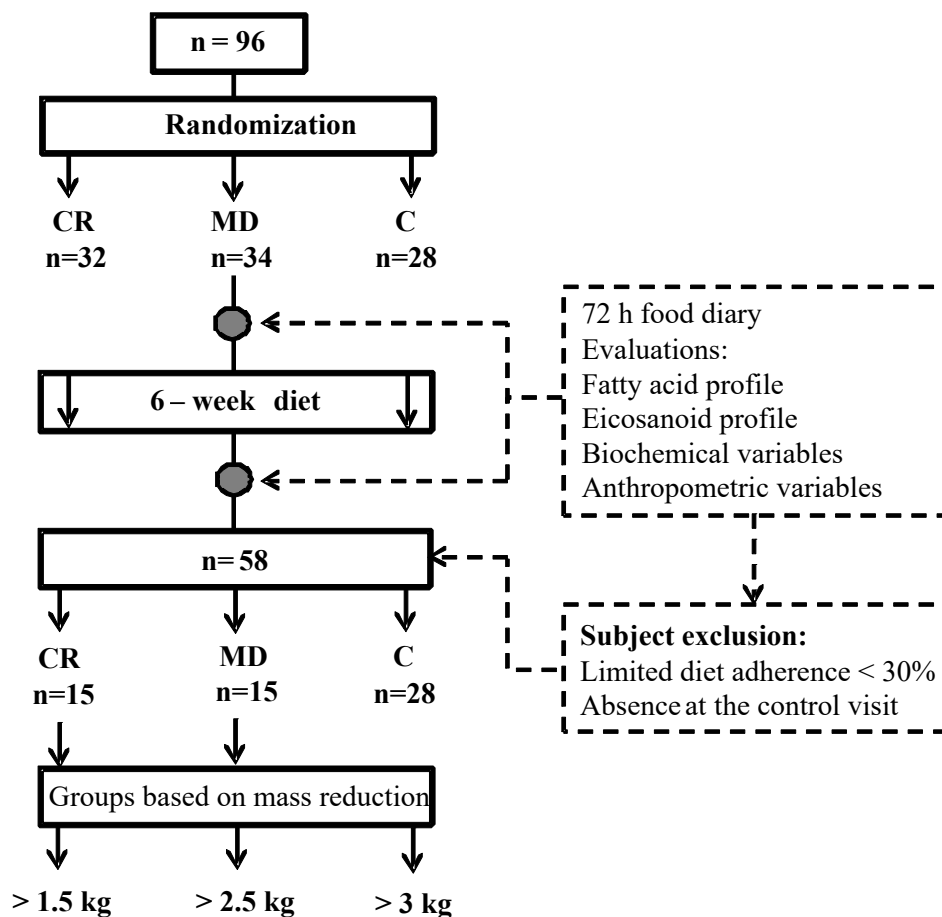 n = 96
Randomization
CR MD C
n=32 n=34 n=28
72 h food diary
Evaluations:
Fatty acid profile
Eicosanoid profile
Biochemical variables
Anthropometric variables
6 – week diet
n= 58
CR MD C
n=15 n=15 n=28
Subject exclusion:
Limited diet adherence < 30%
Absence at the control visit
Groups based on mass reduction
> 1.5 kg > 2.5 kg > 3 kg